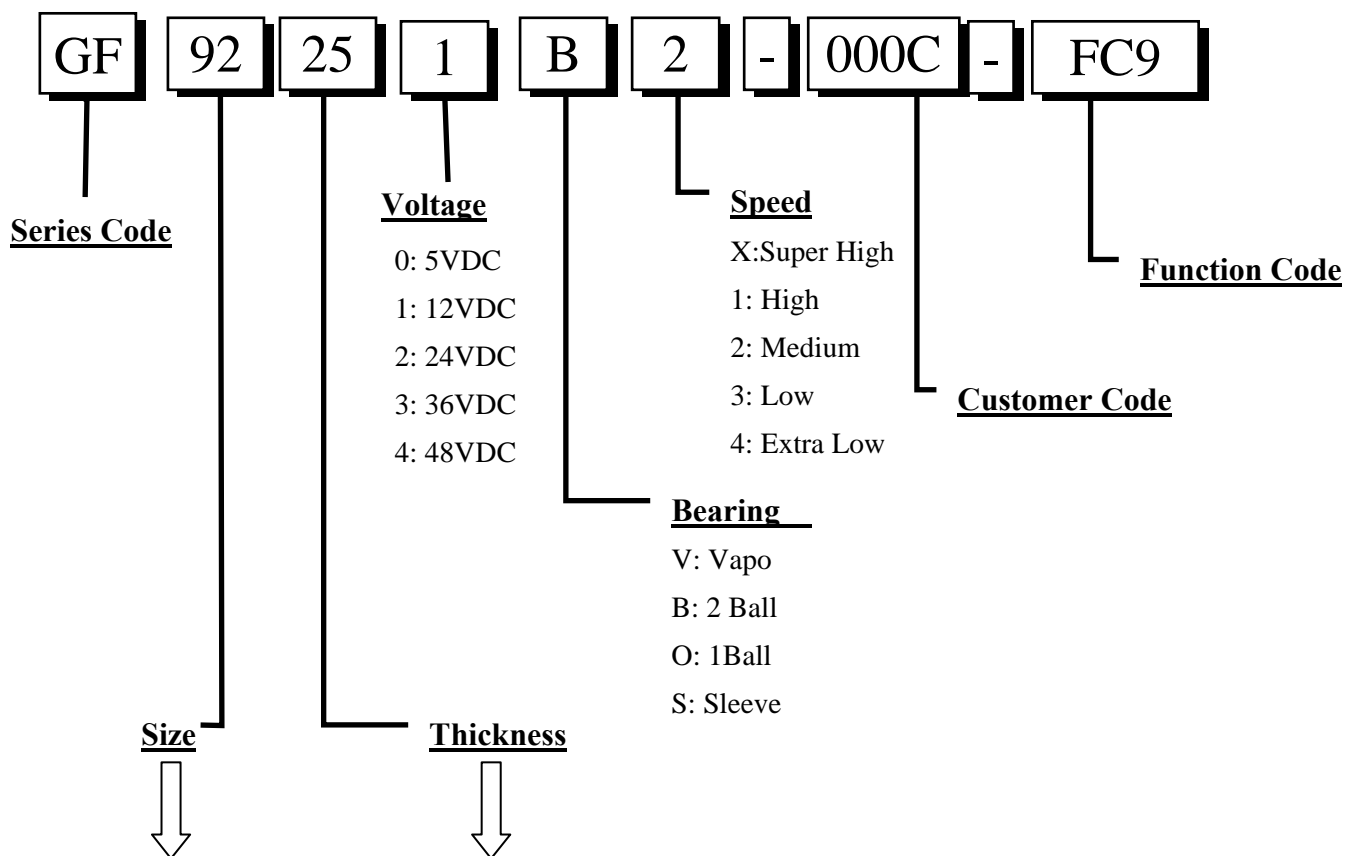 GF 92 25 1 B 2 - 000C - FC9
Series Code
Voltage
0: 5VDC
1: 12VDC
2: 24VDC
3: 36VDC
4: 48VDC
Speed
X:Super High
1: High
2: Medium
3: Low
4: Extra Low
Function Code
Customer Code
Bearing
V: Vapo
B: 2 Ball
O: 1Ball
S: Sleeve
Size
Thickness